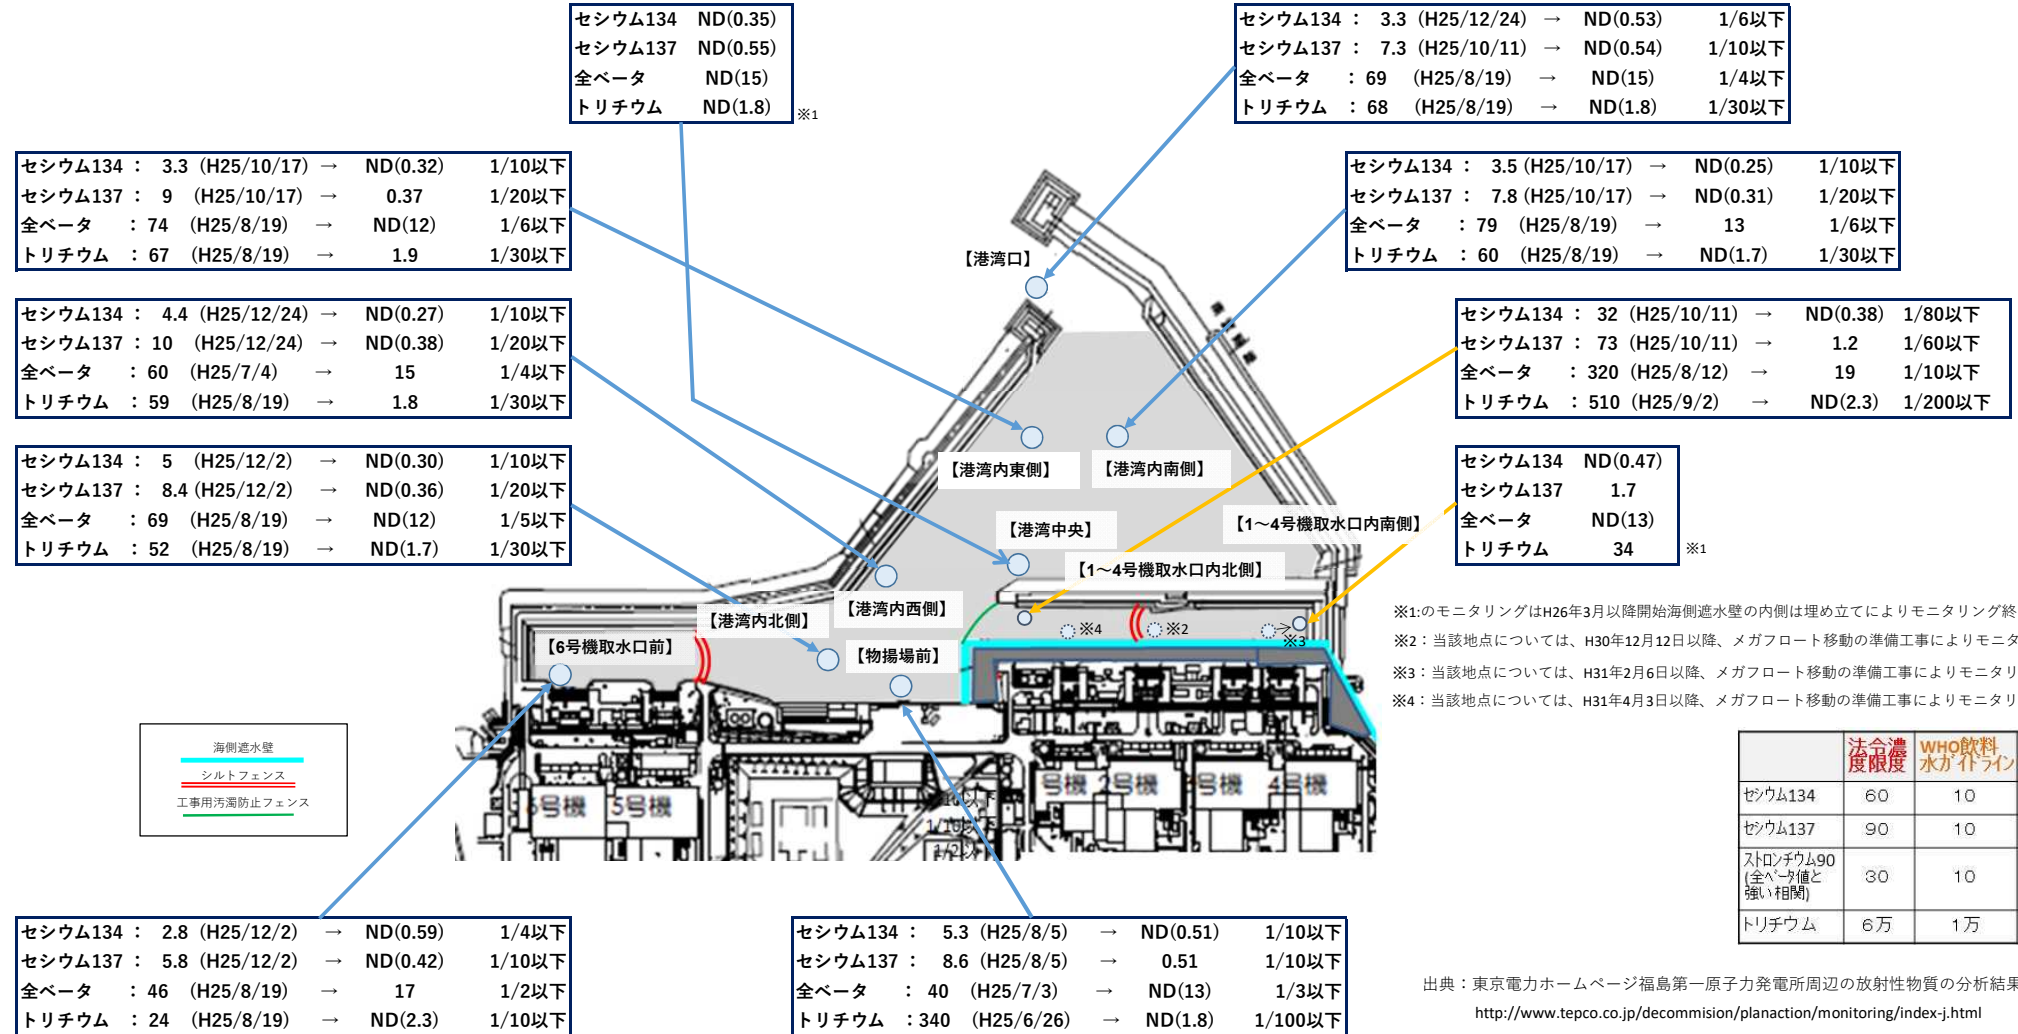 セシウム134 ND(0.35)
セシウム137 ND(0.55)
全ベータ ND(15)
トリチウム ND(1.8) ※1
セシウム134 : 3.3 (H25/12/24) → ND(0.53) 1/6以下
セシウム137 : 7.3 (H25/10/11) → ND(0.54) 1/10以下
全ベータ : 69 (H25/8/19) → ND(15) 1/4以下
トリチウム : 68 (H25/8/19) → ND(1.8) 1/30以下
セシウム134 : 3.3 (H25/10/17) → ND(0.32) 1/10以下
セシウム137 : 9 (H25/10/17) → 0.37 1/20以下
全ベータ : 74 (H25/8/19) → ND(12) 1/6以下
トリチウム : 67 (H25/8/19) → 1.9 1/30以下
セシウム134 : 3.5 (H25/10/17) → ND(0.25) 1/10以下
セシウム137 : 7.8 (H25/10/17) → ND(0.31) 1/20以下
全ベータ : 79 (H25/8/19) → 13 1/6以下
トリチウム : 60 (H25/8/19) → ND(1.7) 1/30以下
【港湾口】
セシウム134 : 4.4 (H25/12/24) → ND(0.27) 1/10以下
セシウム137 : 10 (H25/12/24) → ND(0.38) 1/20以下
全ベータ : 60 (H25/7/4) → 15 1/4以下
トリチウム : 59 (H25/8/19) → 1.8 1/30以下
セシウム134 : 32 (H25/10/11) → ND(0.38) 1/80以下
セシウム137 : 73 (H25/10/11) → 1.2 1/60以下
全ベータ : 320 (H25/8/12) → 19 1/10以下
トリチウム : 510 (H25/9/2) → ND(2.3) 1/200以下
セシウム134 : 5 (H25/12/2) → ND(0.30) 1/10以下
セシウム137 : 8.4 (H25/12/2) → ND(0.36) 1/20以下
全ベータ : 69 (H25/8/19) → ND(12) 1/5以下
トリチウム : 52 (H25/8/19) → ND(1.7) 1/30以下
セシウム134 ND(0.47)
セシウム137 1.7
全ベータ ND(13)
トリチウム 34 ※1
【港湾内東側】
【港湾内南側】
【港湾中央】
【1〜4号機取水口内南側】
【1〜4号機取水口内北側】
【港湾内西側】
【港湾内北側】
【6号機取水口前】
【物揚場前】
※4
※2
※3
※1:のモニタリングはH26年3月以降開始海側遮水壁の内側は埋め立てによりモニタリング終
※2：当該地点については、H30年12月12日以降、メガフロート移動の準備工事によりモニタ
※3：当該地点については、H31年2月6日以降、メガフロート移動の準備工事によりモニタリ
※4：当該地点については、H31年4月3日以降、メガフロート移動の準備工事によりモニタリ
海側遮水壁
シルトフェンス
工事用汚濁防止フェンス
6号機 5号機
号機 2号機 号機 4号機
法令濃度限度 WHO飲料水ガイドライン
セシウム134 60 10
セシウム137 90 10
ストロンチウム90(全ベータ値と強い相関) 30 10
トリチウム 6万 1万
セシウム134 : 2.8 (H25/12/2) → ND(0.59) 1/4以下
セシウム137 : 5.8 (H25/12/2) → ND(0.42) 1/10以下
全ベータ : 46 (H25/8/19) → 17 1/2以下
トリチウム : 24 (H25/8/19) → ND(2.3) 1/10以下
セシウム134 : 5.3 (H25/8/5) → ND(0.51) 1/10以下
セシウム137 : 8.6 (H25/8/5) → 0.51 1/10以下
全ベータ : 40 (H25/7/3) → ND(13) 1/3以下
トリチウム : 340 (H25/6/26) → ND(1.8) 1/100以下
出典：東京電力ホームページ福島第一原子力発電所周辺の放射性物質の分析結果
http://www.tepco.co.jp/decommision/planaction/monitoring/index-j.html